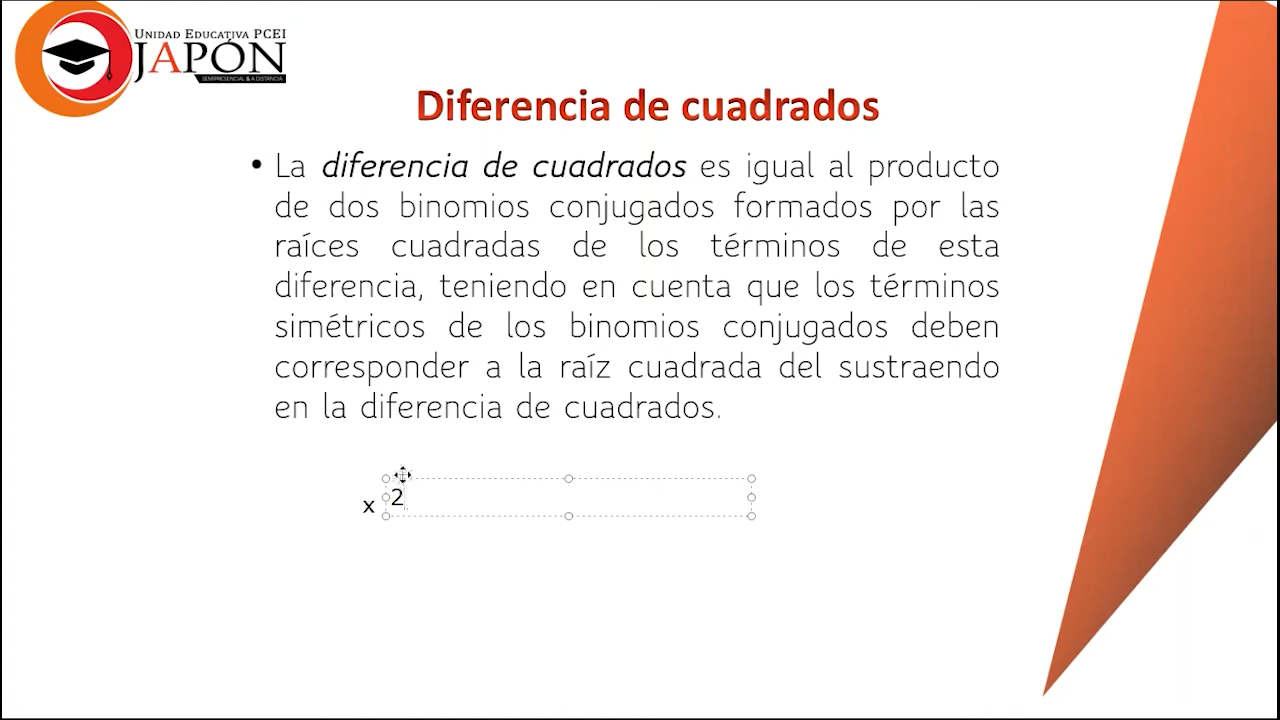 UNIDAD EDUCATIVA PCEI
JAPÓN
SEMIPRESENCIAL & A DISTANCIA
Diferencia de cuadrados
• La diferencia de cuadrados es igual al producto
de dos binomios conjugados formados por las
raíces cuadradas de los términos de esta
diferencia, teniendo en cuenta que los términos
simétricos de los binomios conjugados deben
corresponder a la raíz cuadrada del sustraendo
en la diferencia de cuadrados.
x 2